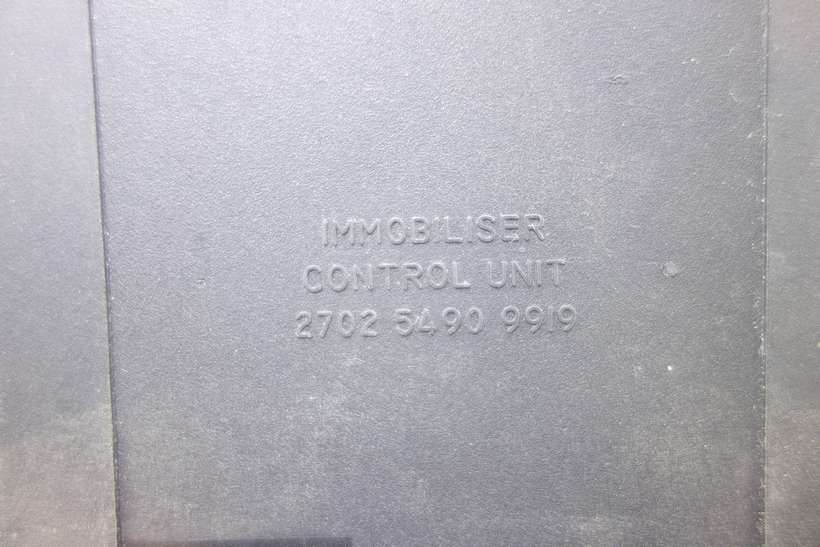 IMMOBILISER
CONTROL UNIT
2702 5490 9919